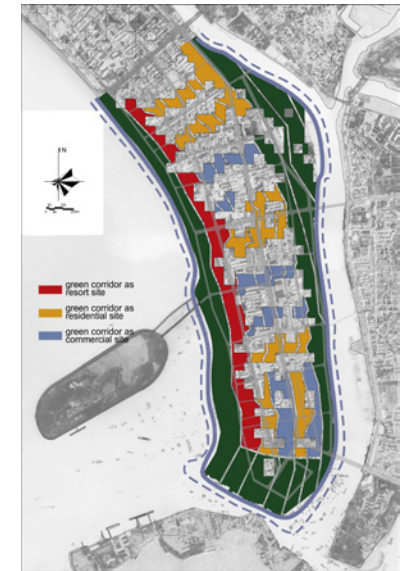 N
green corridor as
resort site
green corridor as
residential site
green corridor as
commercial site